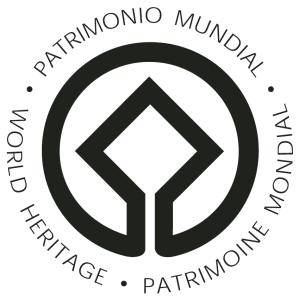 PATRIMONIO MUNDIAL
WORLD HERITAGE
PATRIMOINE MONDIAL